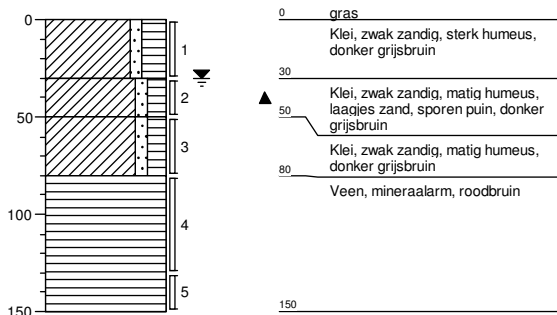 0
50
100
150
1
2
3
4
5
0
gras
Klei, zwak zandig, sterk humeus,
donker grijsbruin
30
Klei, zwak zandig, matig humeus,
laagjes zand, sporen puin, donker
grijsbruin
50
Klei, zwak zandig, matig humeus,
donker grijsbruin
80
Veen, mineraalarm, roodbruin
150